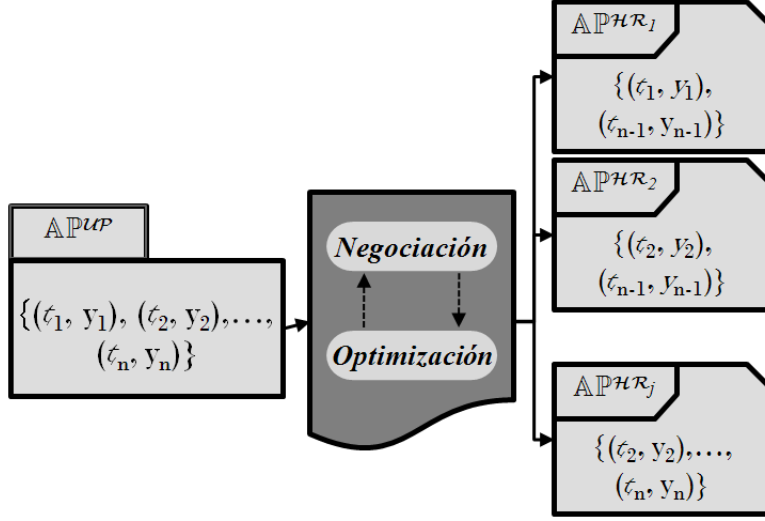 𝔸ℙ^𝒰𝒫
{(t₁, y₁), (t₂, y₂),...,
(tₙ, yₙ)}
Negociación
Optimización
𝔸ℙ^ℋℛ₁
{(t₁, y₁),
(tₙ₋₁, yₙ₋₁)}
𝔸ℙ^ℋℛ₂
{(t₂, y₂),
(tₙ₋₁, yₙ₋₁)}
𝔸ℙ^ℋℛⱼ
{(t₂, y₂),...,
(tₙ, yₙ)}